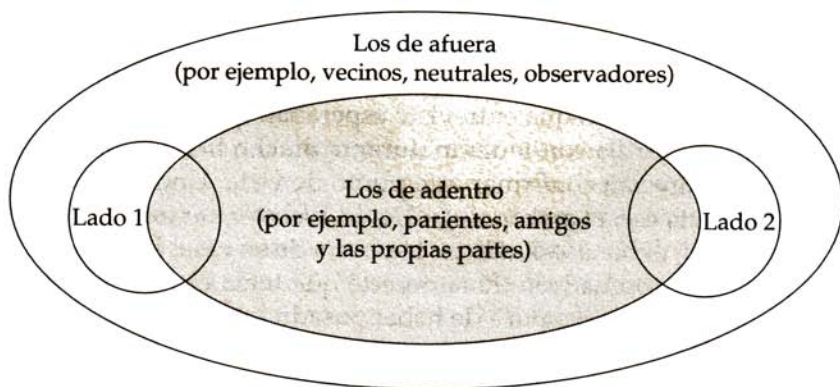 Los de afuera
(por ejemplo, vecinos, neutrales, observadores)
Lado 1
Los de adentro
(por ejemplo, parientes, amigos
y las propias partes)
Lado 2